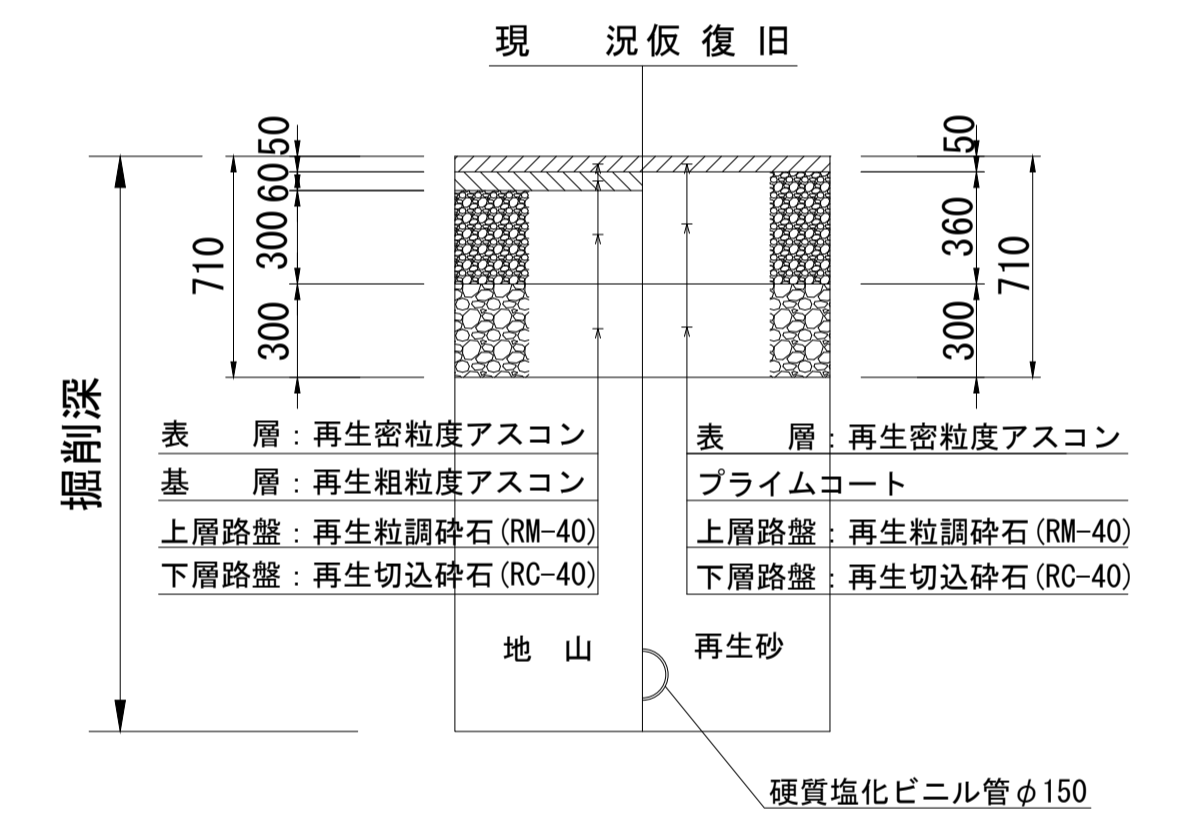 現　況仮 復 旧
50
60
300
300
710
掘削深
50
360
300
710
表　層：再生密粒度アスコン
基　層：再生粗粒度アスコン
上層路盤：再生粒調砕石(RM-40)
下層路盤：再生切込砕石(RC-40)
表　層：再生密粒度アスコン
プライムコート
上層路盤：再生粒調砕石(RM-40)
下層路盤：再生切込砕石(RC-40)
地　山
再生砂
硬質塩化ビニル管φ150